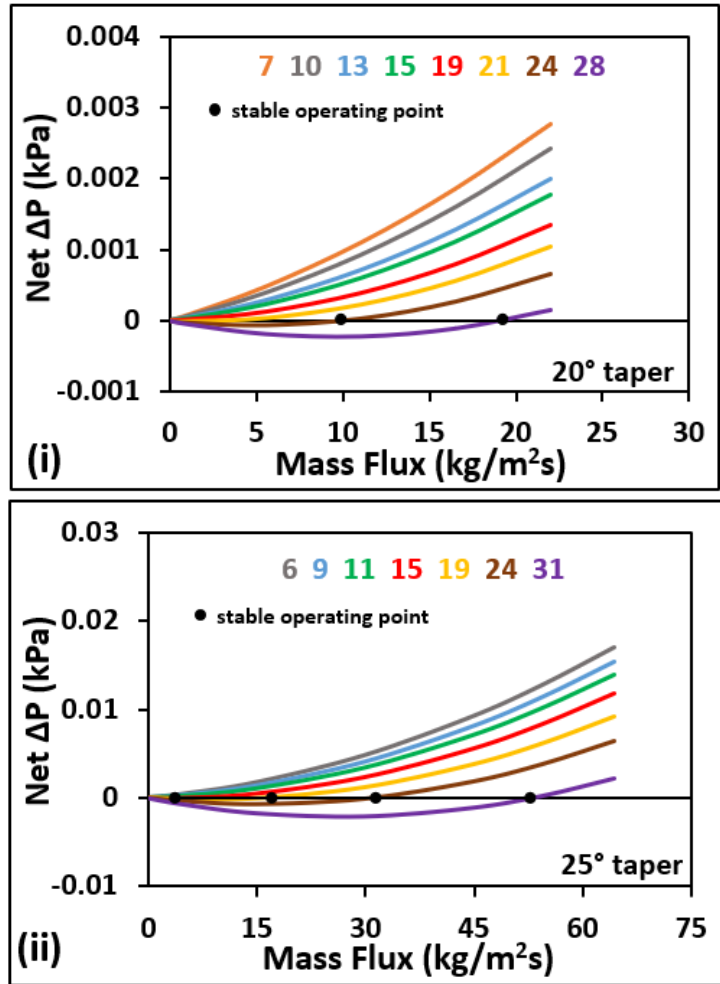 0.004
7 10 13 15 19 21 24 28
0.003
● stable operating point
0.002
0.001
0
-0.001
Net ΔP (kPa)
20° taper
0 5 10 15 20 25 30
(i)
Mass Flux (kg/m²s)
0.03
6 9 11 15 19 24 31
● stable operating point
0.02
0.01
0
-0.01
Net ΔP (kPa)
25° taper
0 15 30 45 60 75
(ii)
Mass Flux (kg/m²s)